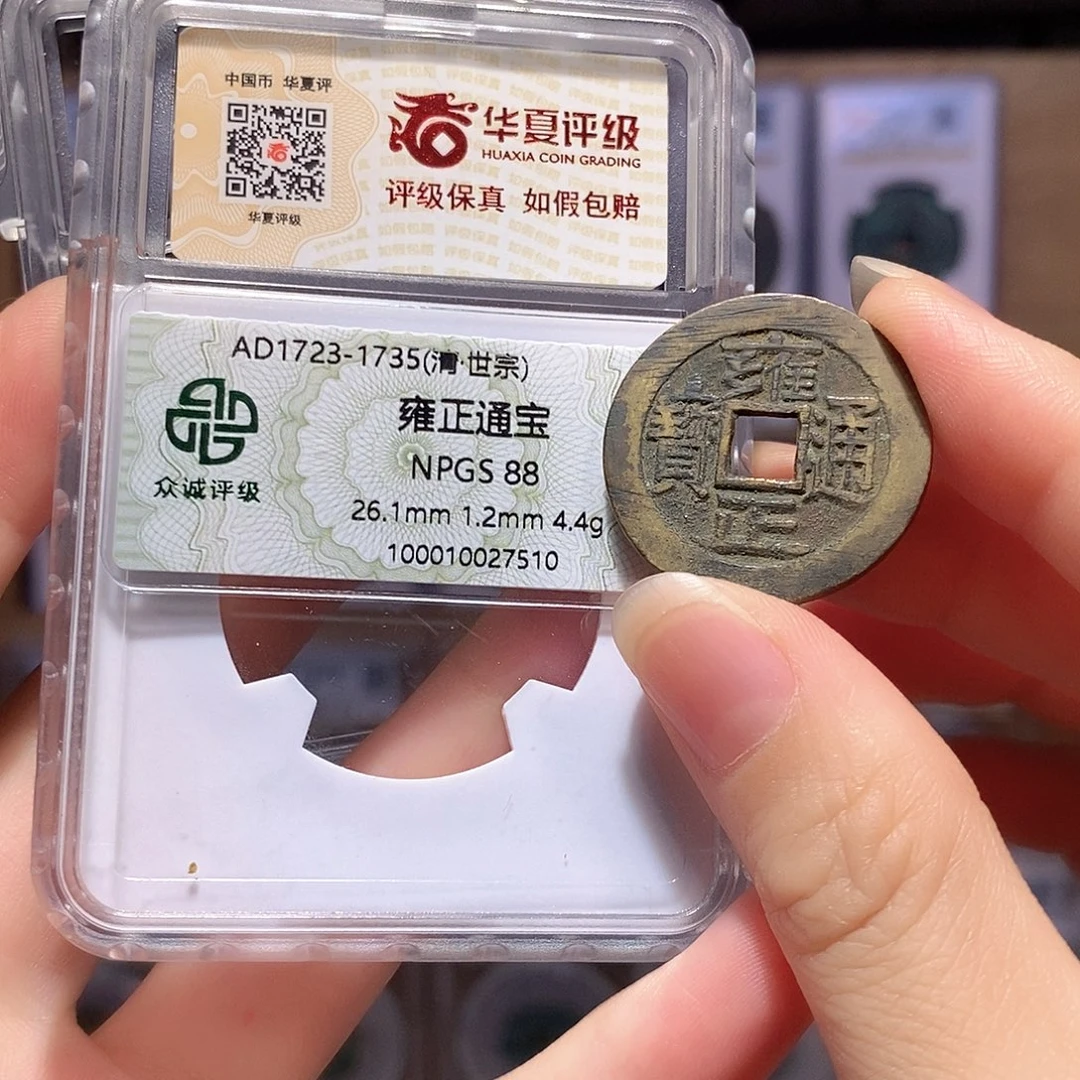 中国币 华夏评
华夏评级
华夏评级
HUAXIA COIN GRADING
评级保真 如假包赔
AD1723-1735(清·世宗)
众诚评级
雍正通宝
NPGS 88
26.1mm 1.2mm 4.4g
100010027510
雍
寶 通
正